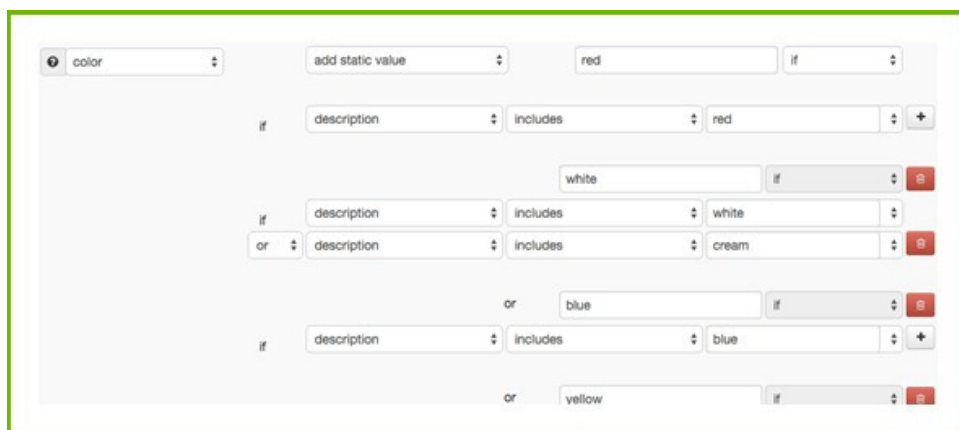 color add static value red if
if description includes red +
white if
if description includes white
or description includes cream
or blue if
if description includes blue +
or yellow if